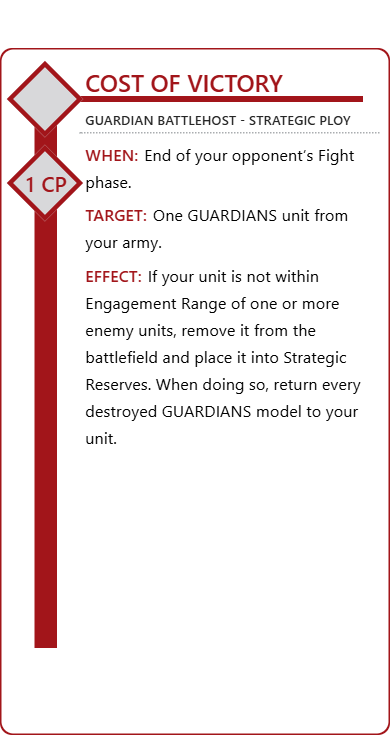 COST OF VICTORY
GUARDIAN BATTLEHOST - STRATEGIC PLOY
1 CP
WHEN: End of your opponent’s Fight
phase.
TARGET: One GUARDIANS unit from
your army.
EFFECT: If your unit is not within
Engagement Range of one or more
enemy units, remove it from the
battlefield and place it into Strategic
Reserves. When doing so, return every
destroyed GUARDIANS model to your
unit.